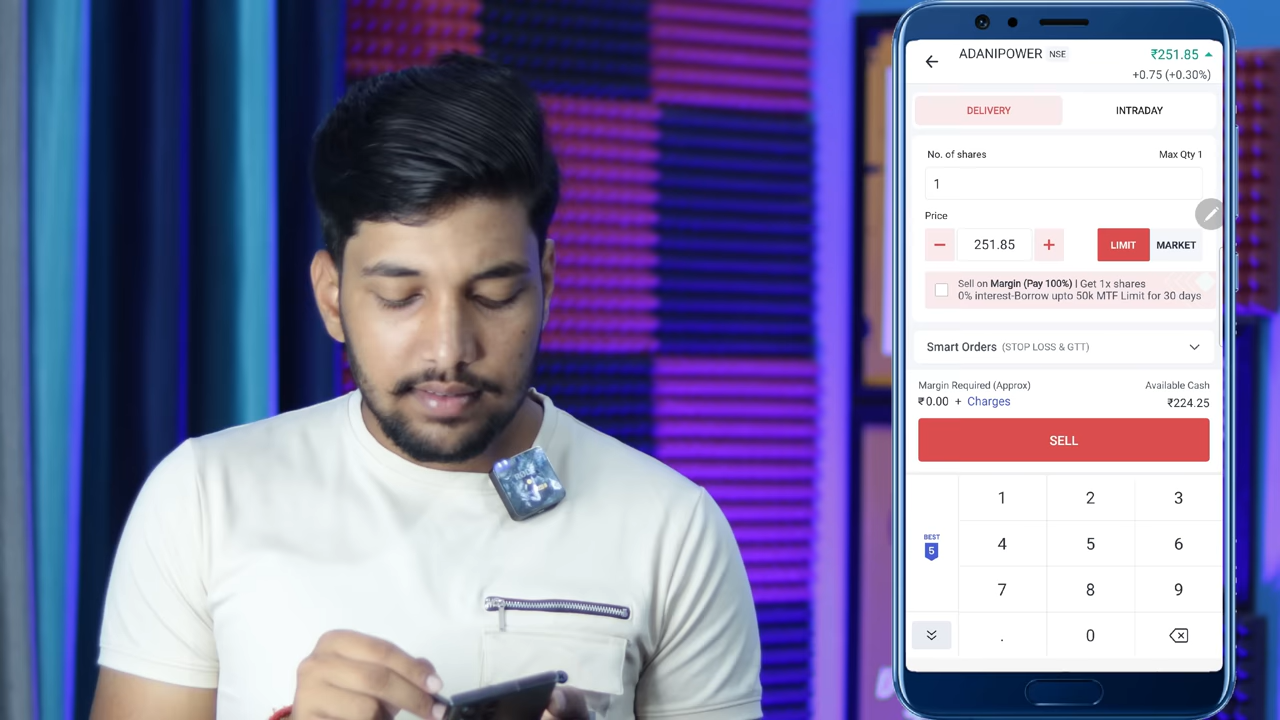 ADANIPOWER NSE
₹251.85
+0.75 (+0.30%)
DELIVERY
INTRADAY
No. of shares
Max Qty 1
1
Price
251.85
LIMIT
MARKET
Sell on Margin (Pay 100%) | Get 1x shares
0% interest-Borrow upto 50k MTF Limit for 30 days
Smart Orders (STOP LOSS & GTT)
Margin Required (Approx)
Available Cash
₹0.00 + Charges
₹224.25
SELL
1 2 3
BEST
5
4 5 6
7 8 9
. 0